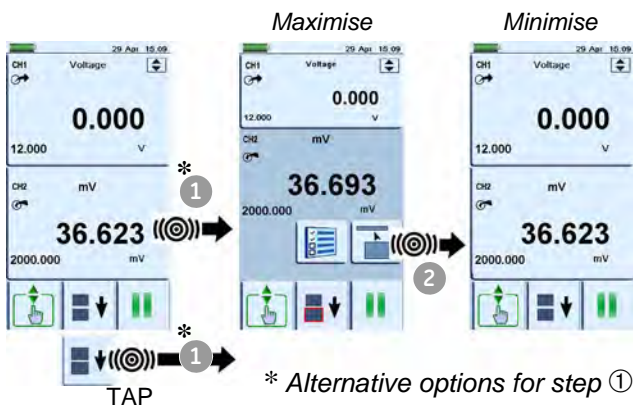 Maximise
Minimise
29 Apr 15:09
CH1 Voltage
0.000
12.000 V
CH2 mV
36.623
2000.000 mV
* 1
29 Apr 15:09
CH1 Voltage
0.000
12.000 V
CH2 mV
36.693
2000.000 mV
2
29 Apr 15:09
CH1 Voltage
0.000
12.000 V
CH2 mV
36.623
2000.000 mV
* 1
TAP
* Alternative options for step ①